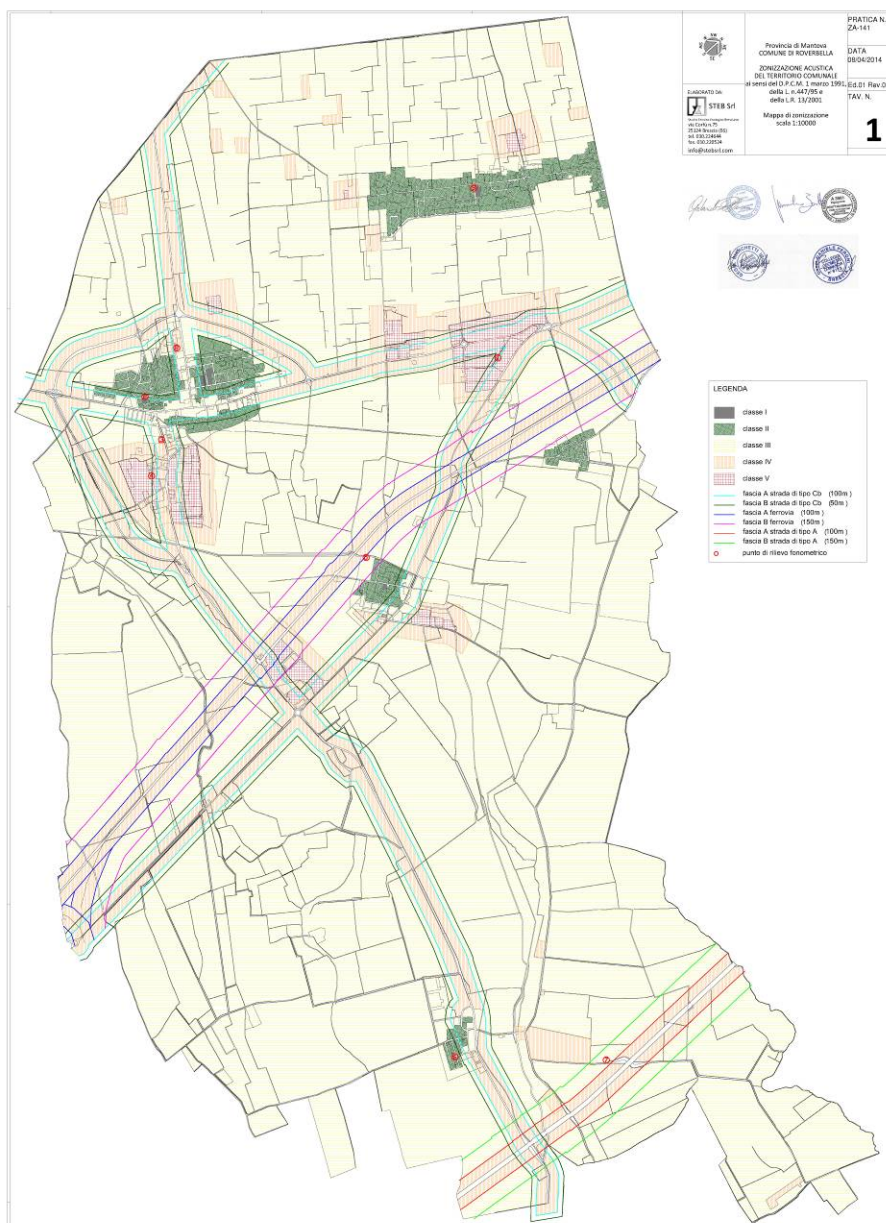 NW
SE
Provincia di Mantova
COMUNE DI ROVERBELLA
ZONIZZAZIONE ACUSTICA
DEL TERRITORIO COMUNALE
ai sensi del D.P.C.M. 1 marzo 1991,
della L. n.447/95 e
della L.R. 13/2001
Mappa di zonizzazione
scala 1:10000
PRATICA N.
ZA-141
DATA
08/04/2014
Ed.01 Rev.0
TAV. N.
1
ELABORATO DA:
STEB Srl
info@stebsrl.com
LEGENDA
classe I
classe II
classe III
classe IV
classe V
fascia A strada di tipo Cb (100m)
fascia B strada di tipo Cb (50m)
fascia A ferrovia (100m)
fascia B ferrovia (150m)
fascia A strada di tipo A (100m)
fascia B strada di tipo A (150m)
punto di rilievo fonometrico